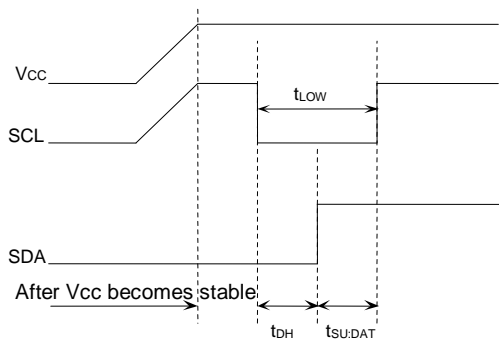 VCC
tLOW
SCL
SDA
After Vcc becomes stable
tDH
tSU:DAT